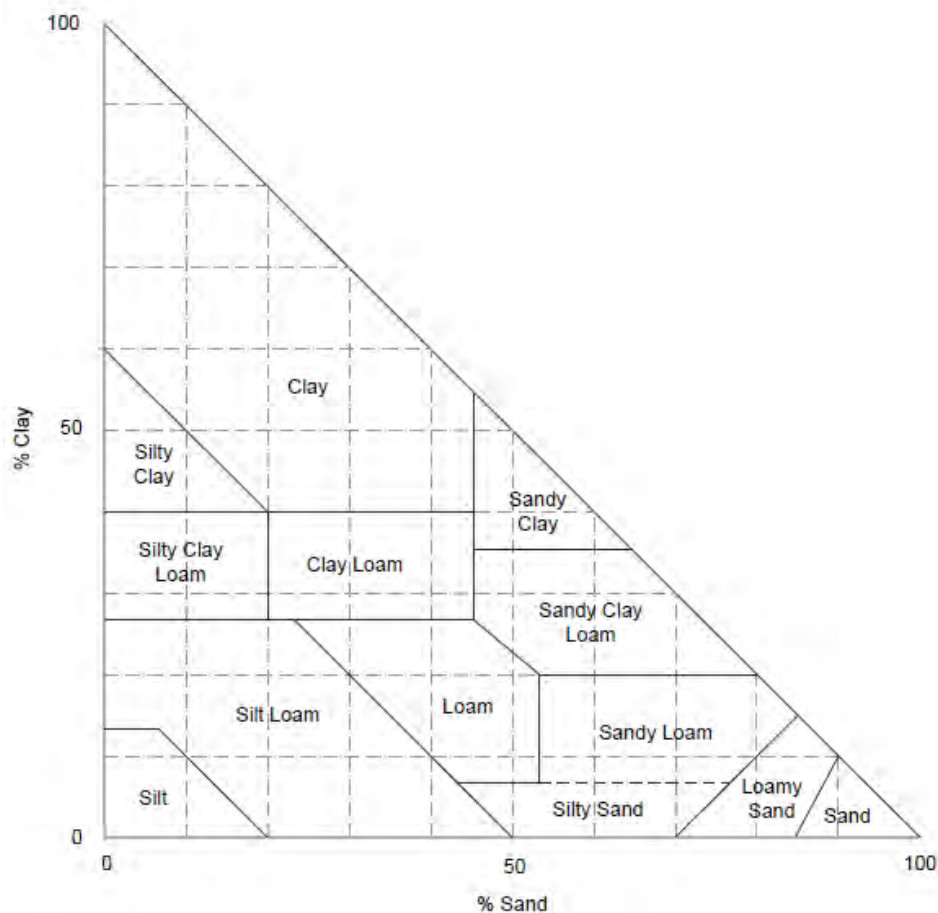 100
% Clay
Clay
50
Silty
Clay
Sandy
Clay
Silty Clay
Loam
Clay Loam
Sandy Clay
Loam
Silt Loam
Loam
Sandy Loam
Silt
Silty Sand
Loamy
Sand
Sand
0
0
50
100
% Sand